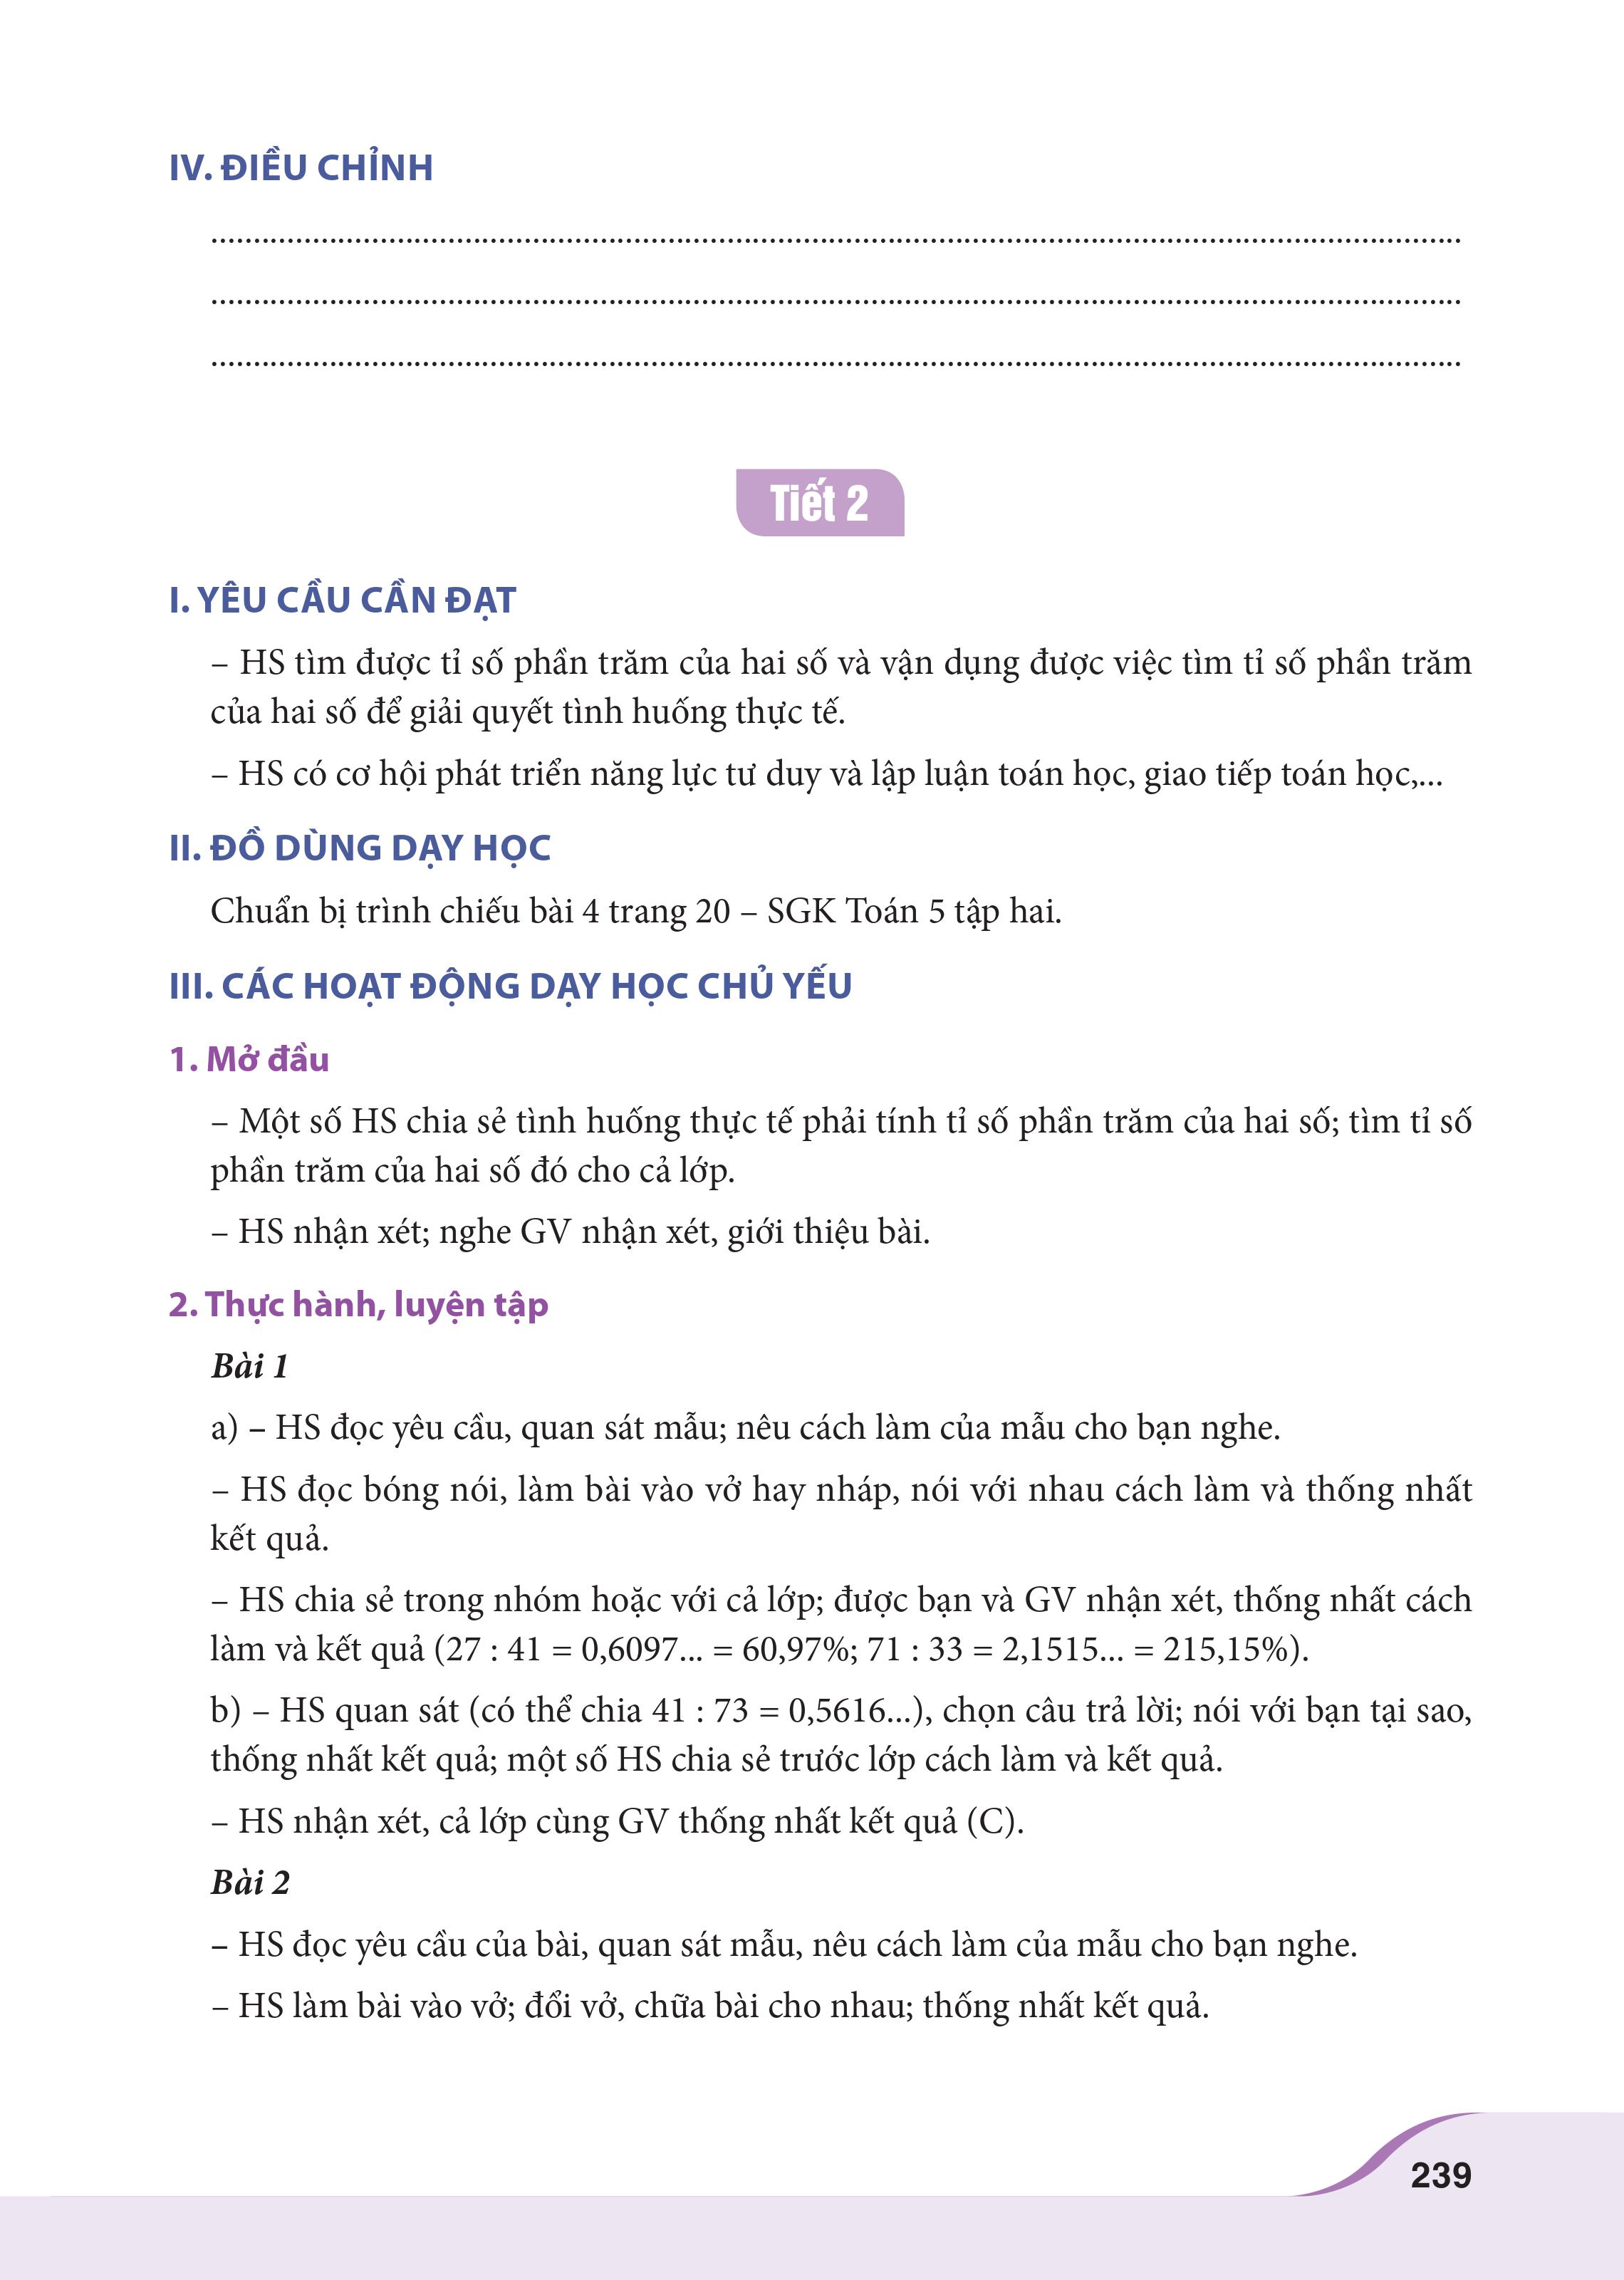 IV. ĐIỀU CHỈNH
..........................................................................................
..........................................................................................
..........................................................................................
Tiết 2
I. YÊU CẦU CẦN ĐẠT
– HS tìm được tỉ số phần trăm của hai số và vận dụng được việc tìm tỉ số phần trăm
của hai số để giải quyết tình huống thực tế.
– HS có cơ hội phát triển năng lực tư duy và lập luận toán học, giao tiếp toán học,...
II. ĐỒ DÙNG DẠY HỌC
Chuẩn bị trình chiếu bài 4 trang 20 – SGK Toán 5 tập hai.
III. CÁC HOẠT ĐỘNG DẠY HỌC CHỦ YẾU
1. Mở đầu
– Một số HS chia sẻ tình huống thực tế phải tính tỉ số phần trăm của hai số; tìm tỉ số
phần trăm của hai số đó cho cả lớp.
– HS nhận xét; nghe GV nhận xét, giới thiệu bài.
2. Thực hành, luyện tập
Bài 1
a) – HS đọc yêu cầu, quan sát mẫu; nêu cách làm của mẫu cho bạn nghe.
– HS đọc bóng nói, làm bài vào vở hay nháp, nói với nhau cách làm và thống nhất
kết quả.
– HS chia sẻ trong nhóm hoặc với cả lớp; được bạn và GV nhận xét, thống nhất cách
làm và kết quả (27 : 41 = 0,6097... = 60,97%; 71 : 33 = 2,1515... = 215,15%).
b) – HS quan sát (có thể chia 41 : 73 = 0,5616...), chọn câu trả lời; nói với bạn tại sao,
thống nhất kết quả; một số HS chia sẻ trước lớp cách làm và kết quả.
– HS nhận xét, cả lớp cùng GV thống nhất kết quả (C).
Bài 2
– HS đọc yêu cầu của bài, quan sát mẫu, nêu cách làm của mẫu cho bạn nghe.
– HS làm bài vào vở; đổi vở, chữa bài cho nhau; thống nhất kết quả.
239